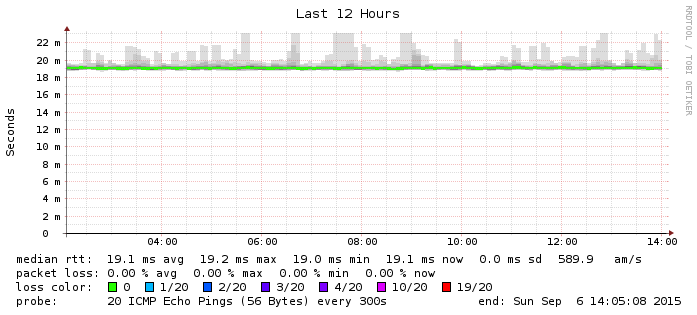 Last 12 Hours
RRDTOOL / TOBI OETIKER
Seconds
22 m
20 m
18 m
16 m
14 m
12 m
10 m
8 m
6 m
4 m
2 m
0
04:00 06:00 08:00 10:00 12:00 14:00
median rtt: 19.1 ms avg 19.2 ms max 19.0 ms min 19.1 ms now 0.0 ms sd 589.9 am/s
packet loss: 0.00 % avg 0.00 % max 0.00 % min 0.00 % now
loss color: 0 1/20 2/20 3/20 4/20 10/20 19/20
probe: 20 ICMP Echo Pings (56 Bytes) every 300s end: Sun Sep 6 14:05:08 2015